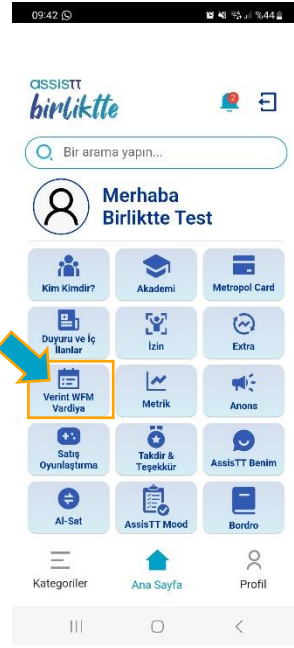 09:42 %44
assistt
birliktte
2
Bir arama yapın...
Merhaba
Birliktte Test
Kim Kimdir? Akademi Metropol Card
Duyuru ve İç
İlanlar
İzin Extra
Verint WFM
Vardiya
Metrik Anons
Satış
Oyunlaştırma
Takdir &
Teşekkür
AssisTT Benim
Al-Sat AssisTT Mood Bordro
Kategoriler Ana Sayfa Profil